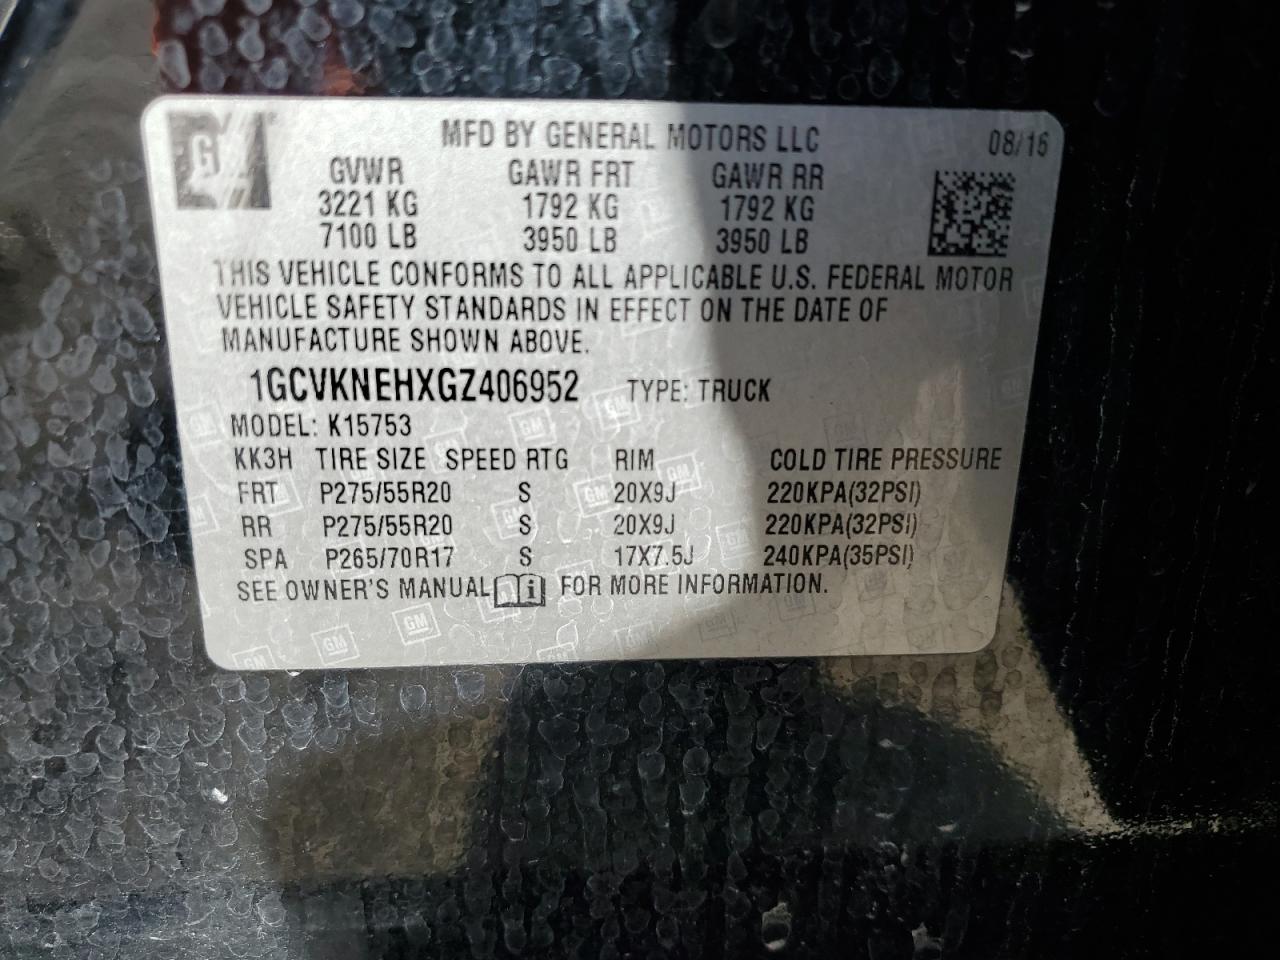 GM
MFD BY GENERAL MOTORS LLC 08/16
GVWR GAWR FRT GAWR RR
3221 KG 1792 KG 1792 KG
7100 LB 3950 LB 3950 LB
THIS VEHICLE CONFORMS TO ALL APPLICABLE U.S. FEDERAL MOTOR
VEHICLE SAFETY STANDARDS IN EFFECT ON THE DATE OF
MANUFACTURE SHOWN ABOVE.
1GCVKNEHXGZ406952 TYPE: TRUCK
MODEL: K15753
KK3H TIRE SIZE SPEED RTG RIM COLD TIRE PRESSURE
FRT P275/55R20 S 20X9J 220KPA(32PSI)
RR P275/55R20 S 20X9J 220KPA(32PSI)
SPA P265/70R17 S 17X7.5J 240KPA(35PSI)
SEE OWNER'S MANUAL FOR MORE INFORMATION.